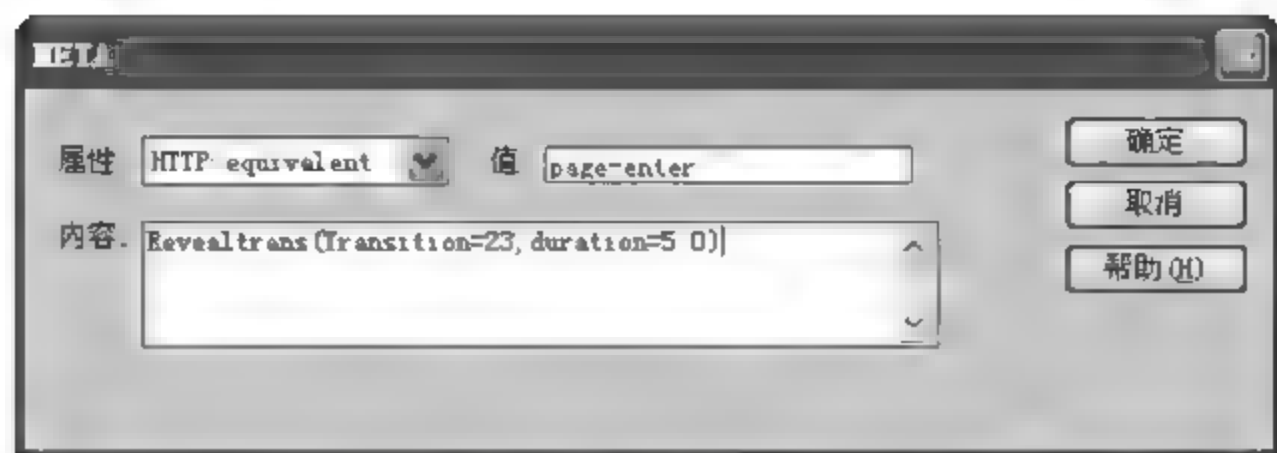 META
属性 HTTP-equivalent 值 page-enter 确定
取消
内容: Revealtrans(Transition=23,duration=5.0)
帮助(H)